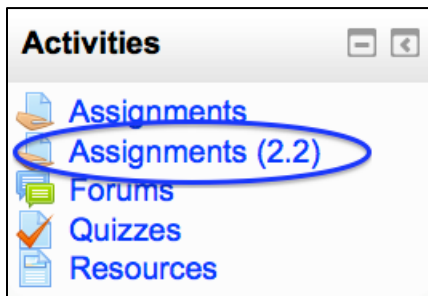 Activities
Assignments
Assignments (2.2)
Forums
Quizzes
Resources